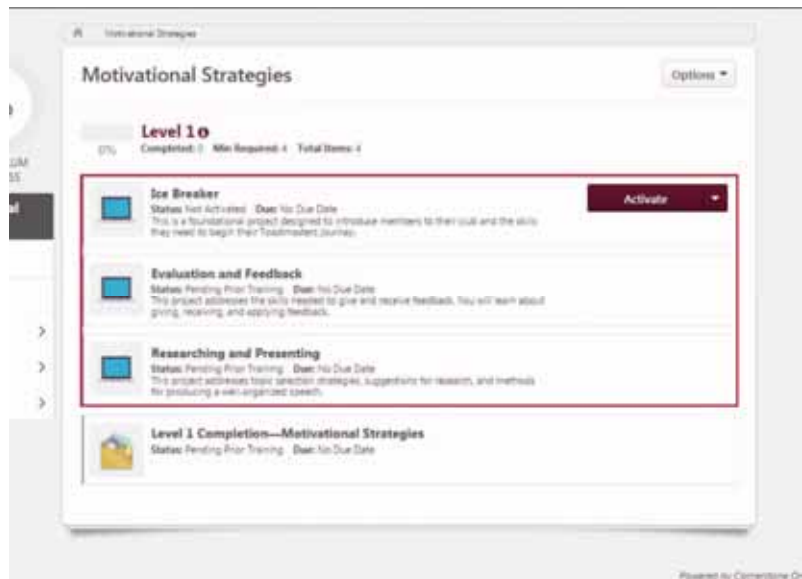 Motivational Strategies
Motivational Strategies
Options
Level 1
0% Completed: 0 Min Required: 4 Total Items: 4
Ice Breaker
Status: Not Activated Due: No Due Date
This is a foundational project designed to introduce members to their club and the skills
they need to begin their Toastmasters journey.
Activate
Evaluation and Feedback
Status: Pending Prior Training Due: No Due Date
This project addresses the skills needed to give and receive feedback. You will learn about
giving, receiving, and applying feedback.
Researching and Presenting
Status: Pending Prior Training Due: No Due Date
This project addresses topic selection strategies, suggestions for research, and methods
for producing a well-organized speech.
Level 1 Completion—Motivational Strategies
Status: Pending Prior Training Due: No Due Date
Powered by Cornerstone